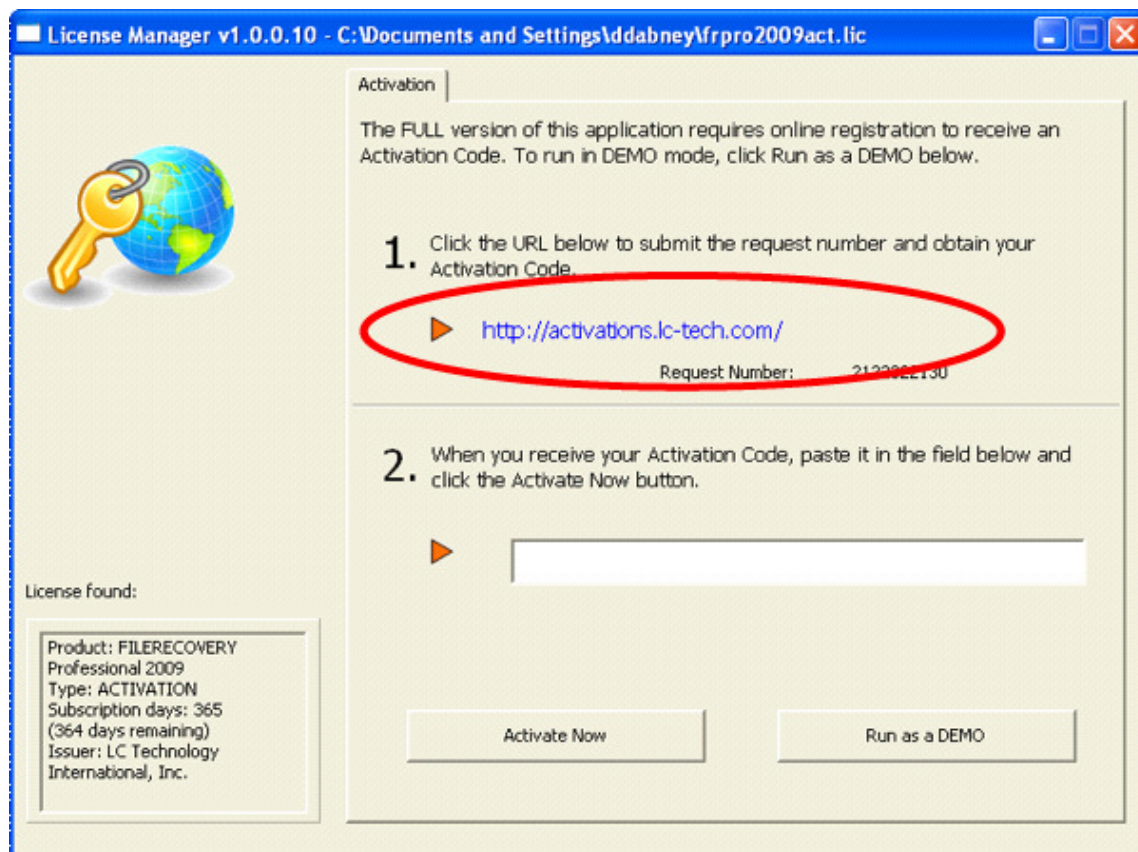 License Manager v1.0.0.10 - C:\Documents and Settings\ddabney\frpro2009act.lic
Activation
The FULL version of this application requires online registration to receive an
Activation Code. To run in DEMO mode, click Run as a DEMO below.
1. Click the URL below to submit the request number and obtain your
Activation Code.
http://activations.lc-tech.com/
Request Number:
2. When you receive your Activation Code, paste it in the field below and
click the Activate Now button.
License found:
Product: FILERECOVERY
Professional 2009
Type: ACTIVATION
Subscription days: 365
(364 days remaining)
Issuer: LC Technology
International, Inc.
Activate Now
Run as a DEMO